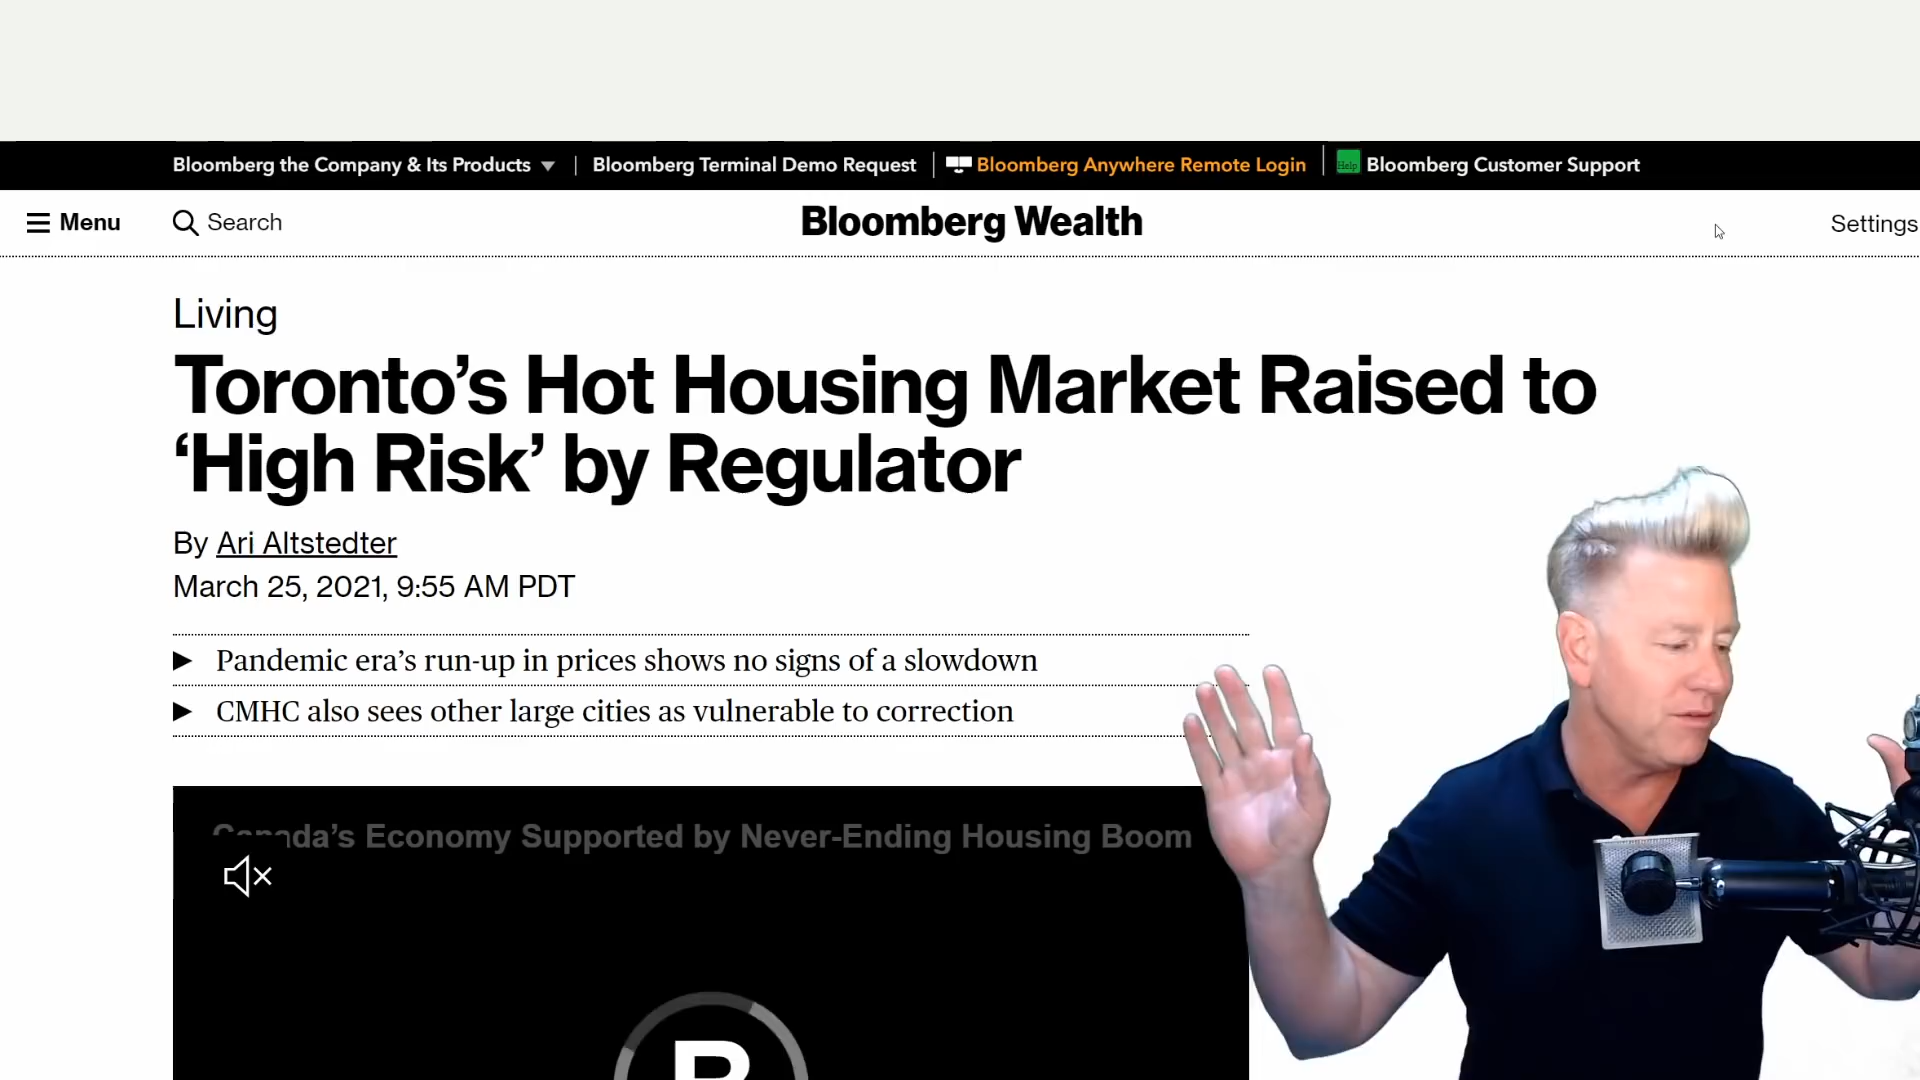 Bloomberg the Company & Its Products | Bloomberg Terminal Demo Request | Bloomberg Anywhere Remote Login | Help Bloomberg Customer Support
Menu Search Bloomberg Wealth Settings
Living
Toronto’s Hot Housing Market Raised to
‘High Risk’ by Regulator
By Ari Altstedter
March 25, 2021, 9:55 AM PDT
Pandemic era’s run-up in prices shows no signs of a slowdown
CMHC also sees other large cities as vulnerable to correction
Canada’s Economy Supported by Never-Ending Housing Boom
B